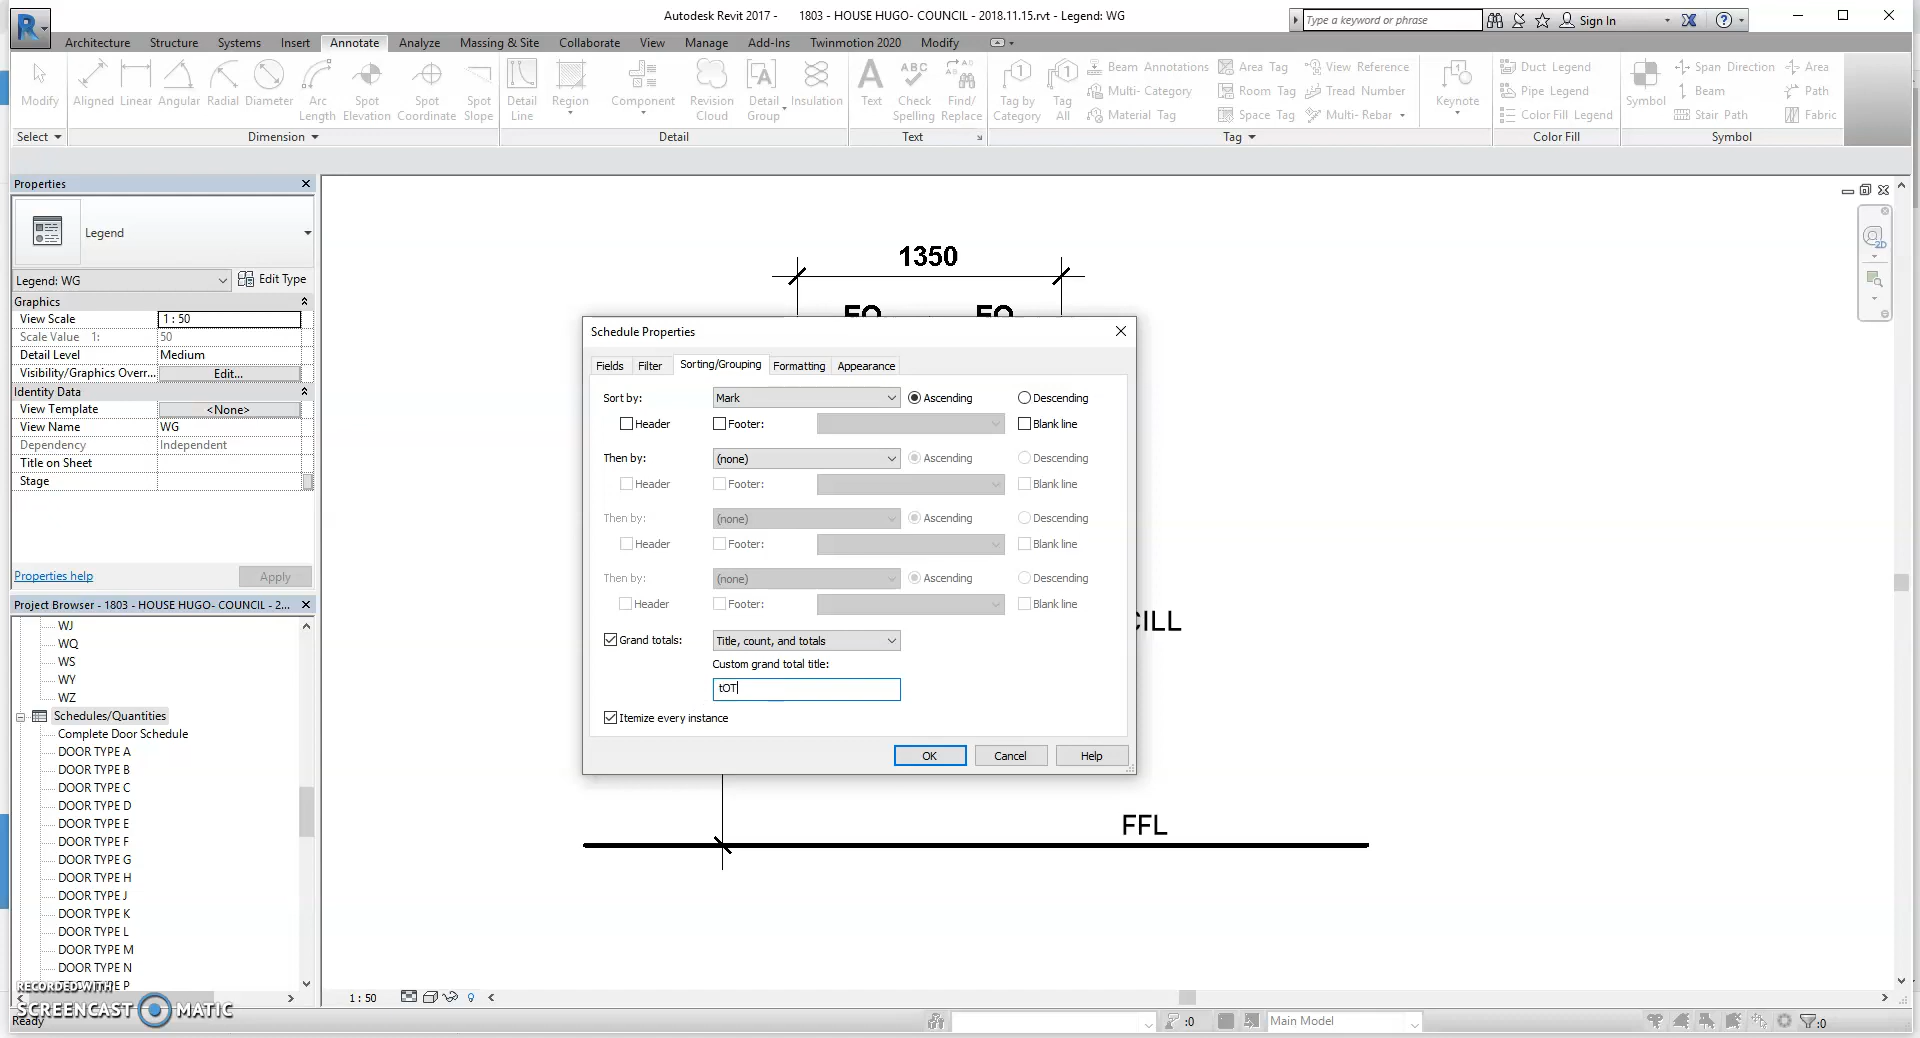 Autodesk Revit 2017 - 1803 - HOUSE HUGO- COUNCIL - 2018.11.15.rvt - Legend: WG
Type a keyword or phrase
Sign In
Architecture Structure Systems Insert Annotate Analyze Massing & Site Collaborate View Manage Add-Ins Twinmotion 2020 Modify
Modify
Aligned Linear Angular Radial Diameter Arc Length Spot Elevation Spot Coordinate Spot Slope
Detail Line Region Component Revision Cloud Detail Group Insulation
Text Check Spelling Find/ Replace
Tag by Category Tag All
Beam Annotations Area Tag View Reference
Multi- Category Room Tag Tread Number
Material Tag Space Tag Multi- Rebar
Keynote
Duct Legend
Pipe Legend
Color Fill Legend
Symbol
Span Direction Area
Beam Path
Stair Path Fabric
Select Dimension Detail Text Tag Color Fill Symbol
Properties
Legend
Legend: WG Edit Type
Graphics
View Scale 1 : 50
Scale Value 1: 50
Detail Level Medium
Visibility/Graphics Overr... Edit...
Identity Data
View Template <None>
View Name WG
Dependency Independent
Title on Sheet
Stage
Properties help Apply
Project Browser - 1803 - HOUSE HUGO- COUNCIL - 2...
WJ
WQ
WS
WY
WZ
Schedules/Quantities
Complete Door Schedule
DOOR TYPE A
DOOR TYPE B
DOOR TYPE C
DOOR TYPE D
DOOR TYPE E
DOOR TYPE F
DOOR TYPE G
DOOR TYPE H
DOOR TYPE J
DOOR TYPE K
DOOR TYPE L
DOOR TYPE M
DOOR TYPE N
RECORDED WITH
SCREENCAST MATIC
Ready
1350
EQ EQ
Schedule Properties
Fields Filter Sorting/Grouping Formatting Appearance
Sort by: Mark Ascending Descending
Header Footer: Blank line
Then by: (none) Ascending Descending
Header Footer: Blank line
Then by: (none) Ascending Descending
Header Footer: Blank line
Then by: (none) Ascending Descending
Header Footer: Blank line
Grand totals: Title, count, and totals
Custom grand total title:
tOT
Itemize every instance
OK Cancel Help
CILL
FFL
2D
1 : 50
:0 Main Model :0